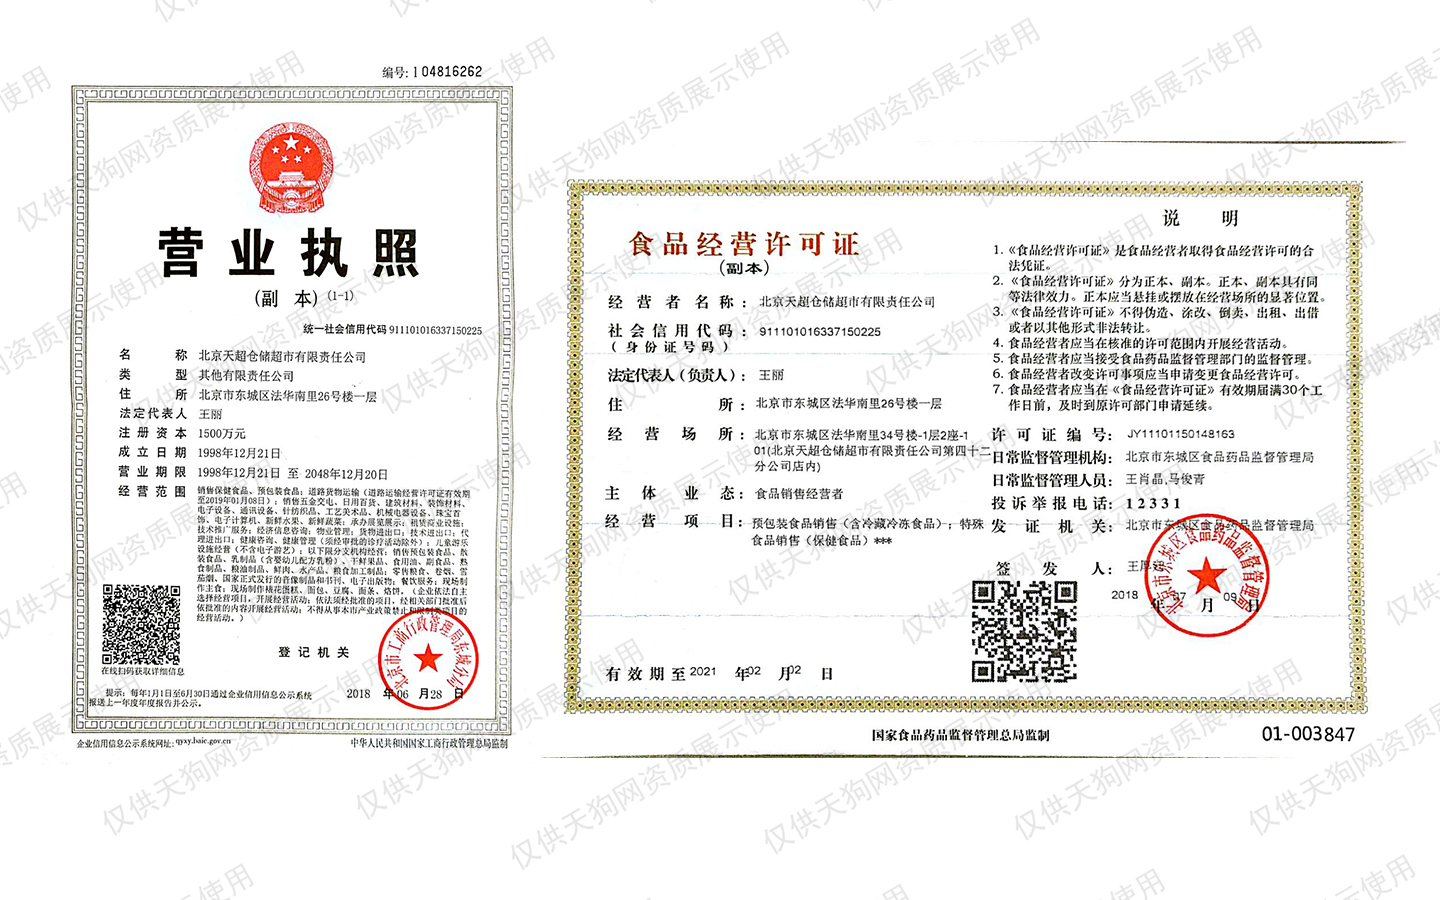 编号:104816262
营业执照
(副 本) (1-1)
统一社会信用代码 911101016337150225
名 称 北京天超仓储超市有限责任公司
类 型 其他有限责任公司
住 所 北京市东城区法华南里26号楼一层
法定代表人 王丽
注册资本 1500万元
成立日期 1998年12月21日
营业期限 1998年12月21日 至 2048年12月20日
经营范围 销售保健食品、预包装食品；道路货物运输（道路运输经营许可证有效期
至2019年01月08日）；销售五金交电、日用百货、建筑材料、装饰材料、
电子设备、通讯设备、针纺织品、工艺美术品、机械电器设备、珠宝首
饰、电子计算机、新鲜水果、新鲜蔬菜；承办展览展示；租赁商业设施；
技术推广服务；经济信息咨询；物业管理；货物进出口；技术进出口；代
理进出口；健康咨询、健康管理（须经审批的诊疗活动除外）；儿童游乐
设施经营（不含电子游艺）；以下限分支机构经营：销售预包装食品、散
装食品、乳制品（含婴幼儿配方乳粉）、干鲜果品、食用油、副食品、熟
食制品、粮油制品、鲜肉、水产品、粮食加工制品；零售粮食、卷烟、雪
茄烟、国家正式发行的音像制品和书刊、电子出版物；餐饮服务；现场制
作主食；现场制作裱花蛋糕、面包、豆腐、面条、烙饼。（企业依法自主
选择经营项目，开展经营活动；依法须经批准的项目，经相关部门批准后
依批准的内容开展经营活动；不得从事本市产业政策禁止和限制类项目的
经营活动。）
在线扫码获取详细信息
登记机关
北京市工商行政管理局东城分局
2018 年 06 月 28 日
提示：每年1月1日至6月30日通过企业信用信息公示系统
报送上一年度年度报告并公示。
企业信用信息公示系统网址: qyxy.baic.gov.cn
中华人民共和国国家工商行政管理总局监制
食品经营许可证
(副本)
经营者名称： 北京天超仓储超市有限责任公司
社会信用代码： 911101016337150225
(身份证号码)
法定代表人(负责人)： 王丽
住 所： 北京市东城区法华南里26号楼一层
经营场所： 北京市东城区法华南里34号楼-1层2座-1
01(北京天超仓储超市有限责任公司第四十二
分公司店内)
主体业态： 食品销售经营者
经营项目： 预包装食品销售（含冷藏冷冻食品）；特殊
食品销售（保健食品）***
有效期至2021 年02 月02 日
说 明
1.《食品经营许可证》是食品经营者取得食品经营许可的合
法凭证。
2.《食品经营许可证》分为正本、副本。正本、副本具有同
等法律效力。正本应当悬挂或摆放在经营场所的显著位置。
3.《食品经营许可证》不得伪造、涂改、倒卖、出租、出借
或者以其他形式非法转让。
4. 食品经营者应当在核准的许可范围内开展经营活动。
5. 食品经营者应当接受食品药品监督管理部门的监督管理。
6. 食品经营者改变许可事项应当申请变更食品经营许可。
7. 食品经营者应当在《食品经营许可证》有效期届满30个工
作日前，及时到原许可部门申请延续。
许可证编号： JY11101150148163
日常监督管理机构： 北京市东城区食品药品监督管理局
日常监督管理人员： 王肖晶,马俊青
投诉举报电话：12331
发证机关： 北京市东城区食品药品监督管理局
签发人： 王厚
北京市东城区食品药品监督管理局
2018 年 07 月 09 日
国家食品药品监督管理总局监制
01-003847
仅供天狗网资质展示使用